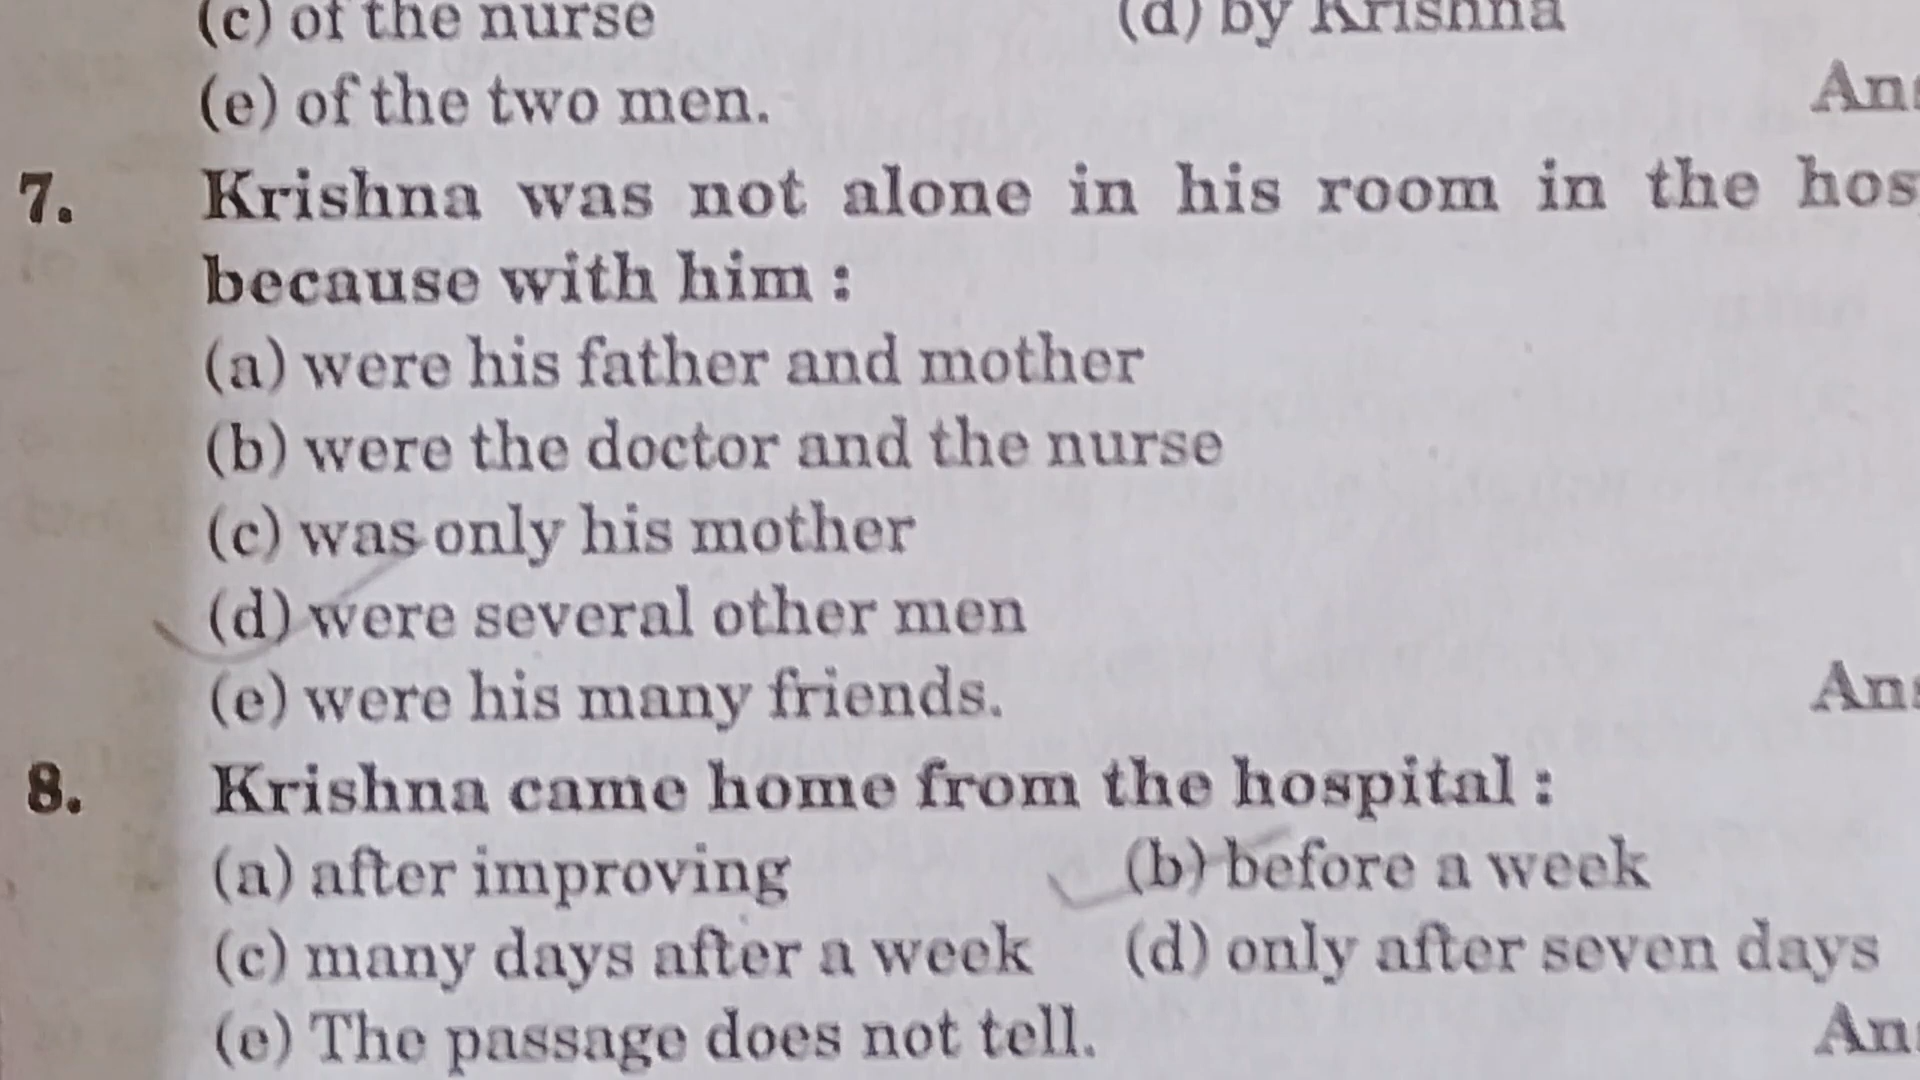 (c) of the nurse (d) by Krishna
(e) of the two men. Ans
7. Krishna was not alone in his room in the hos
because with him :
(a) were his father and mother
(b) were the doctor and the nurse
(c) was only his mother
(d) were several other men
(e) were his many friends. Ans
8. Krishna came home from the hospital :
(a) after improving (b) before a week
(c) many days after a week (d) only after seven days
(e) The passage does not tell. Ans